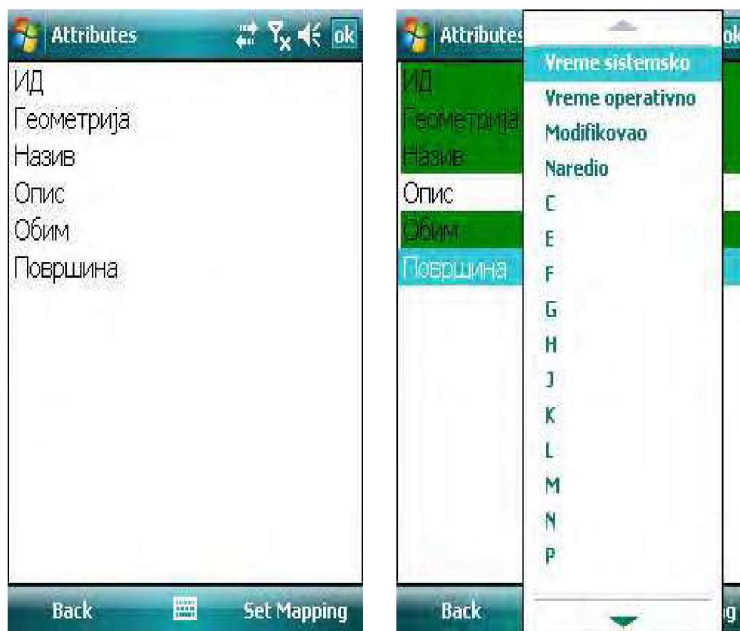 Attributes
ok
ИД
Геометрија
Назив
Опис
Обим
Површина
Back
Set Mapping
Attributes
ok
ИД
Геометрија
Назив
Опис
Обим
Површина
Vreme sistemsko
Vreme operativno
Modifikovao
Naredio
C
E
F
G
H
J
K
L
M
N
P
Back
g